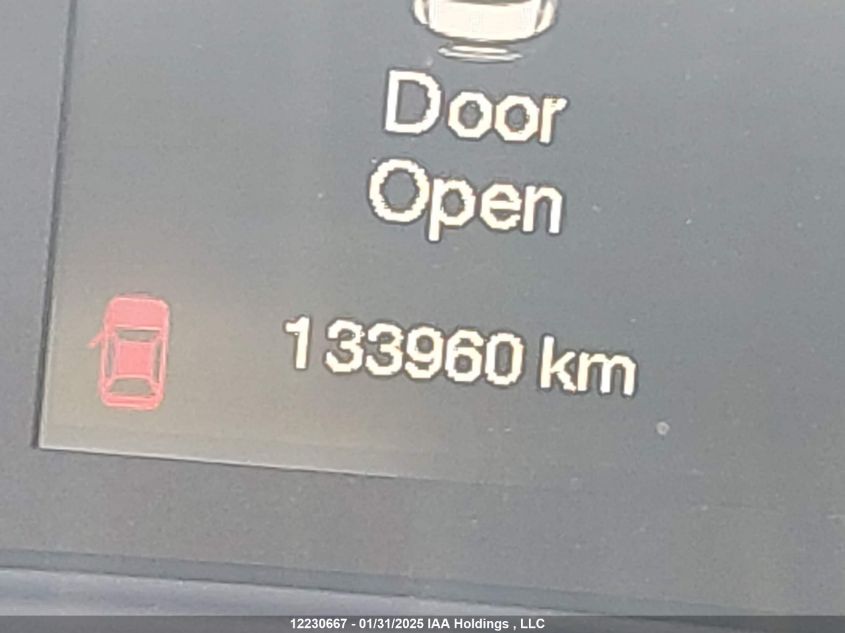 Door
Open
133960 km
12230667 - 01/31/2025 IAA Holdings , LLC